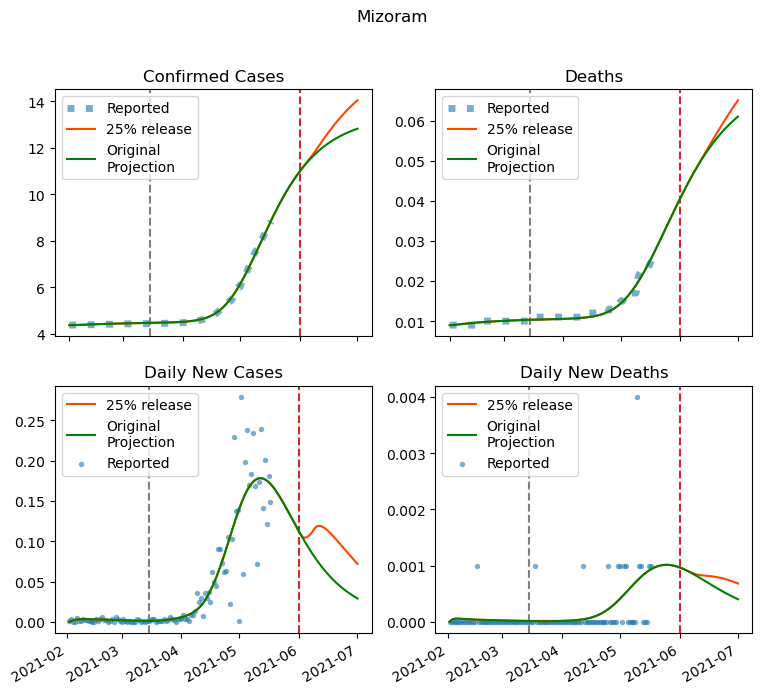 Mizoram
Confirmed Cases
14
12
10
8
6
4
Reported
25% release
Original
Projection
Deaths
0.06
0.05
0.04
0.03
0.02
0.01
Reported
25% release
Original
Projection
Daily New Cases
0.25
0.20
0.15
0.10
0.05
0.00
25% release
Original
Projection
Reported
2021-02
2021-03
2021-04
2021-05
2021-06
2021-07
Daily New Deaths
0.004
0.003
0.002
0.001
0.000
25% release
Original
Projection
Reported
2021-02
2021-03
2021-04
2021-05
2021-06
2021-07